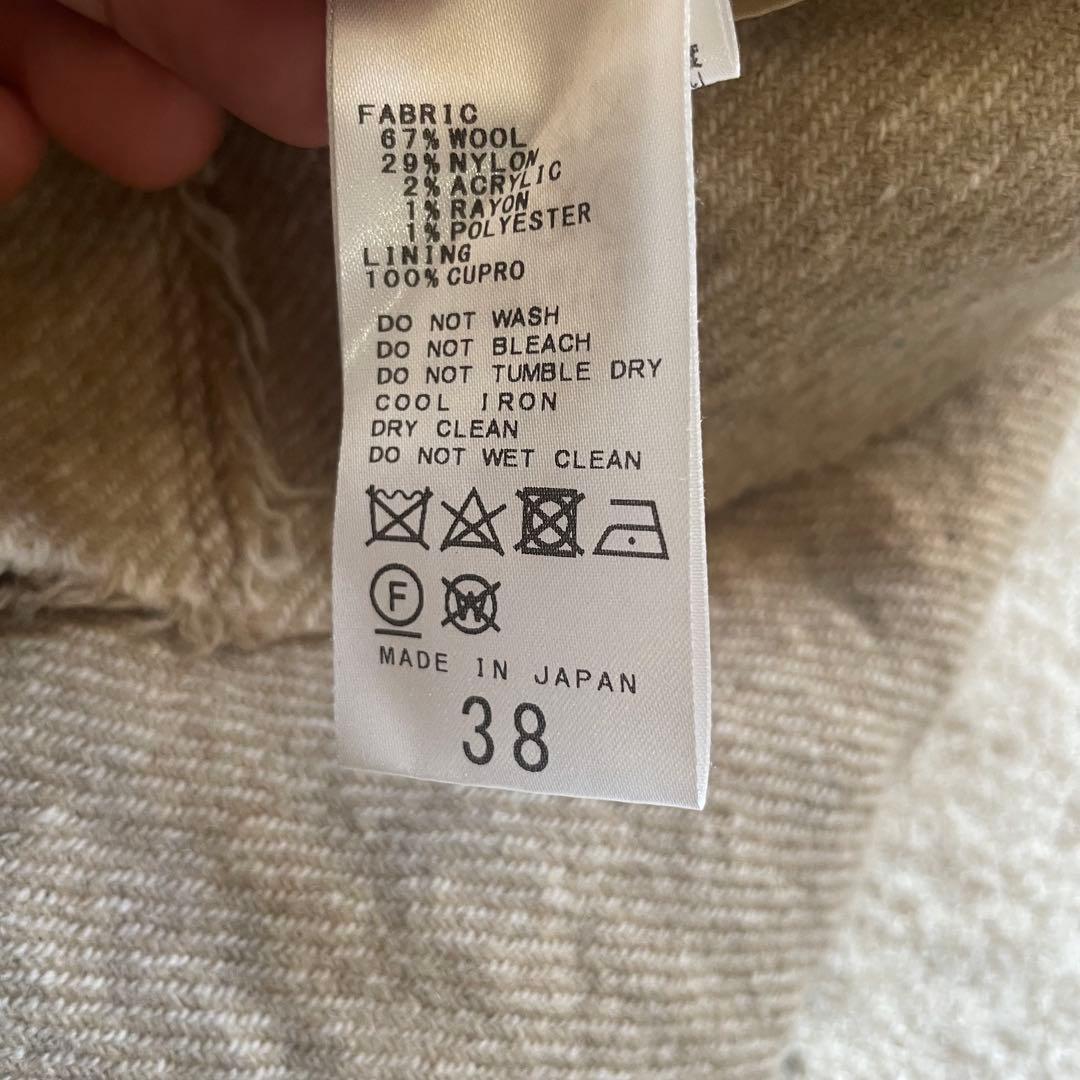 FABRIC
67% WOOL
29% NYLON
2% ACRYLIC
1% RAYON
1% POLYESTER
LINING
100% CUPRO
DO NOT WASH
DO NOT BLEACH
DO NOT TUMBLE DRY
COOL IRON
DRY CLEAN
DO NOT WET CLEAN
F W
MADE IN JAPAN
38